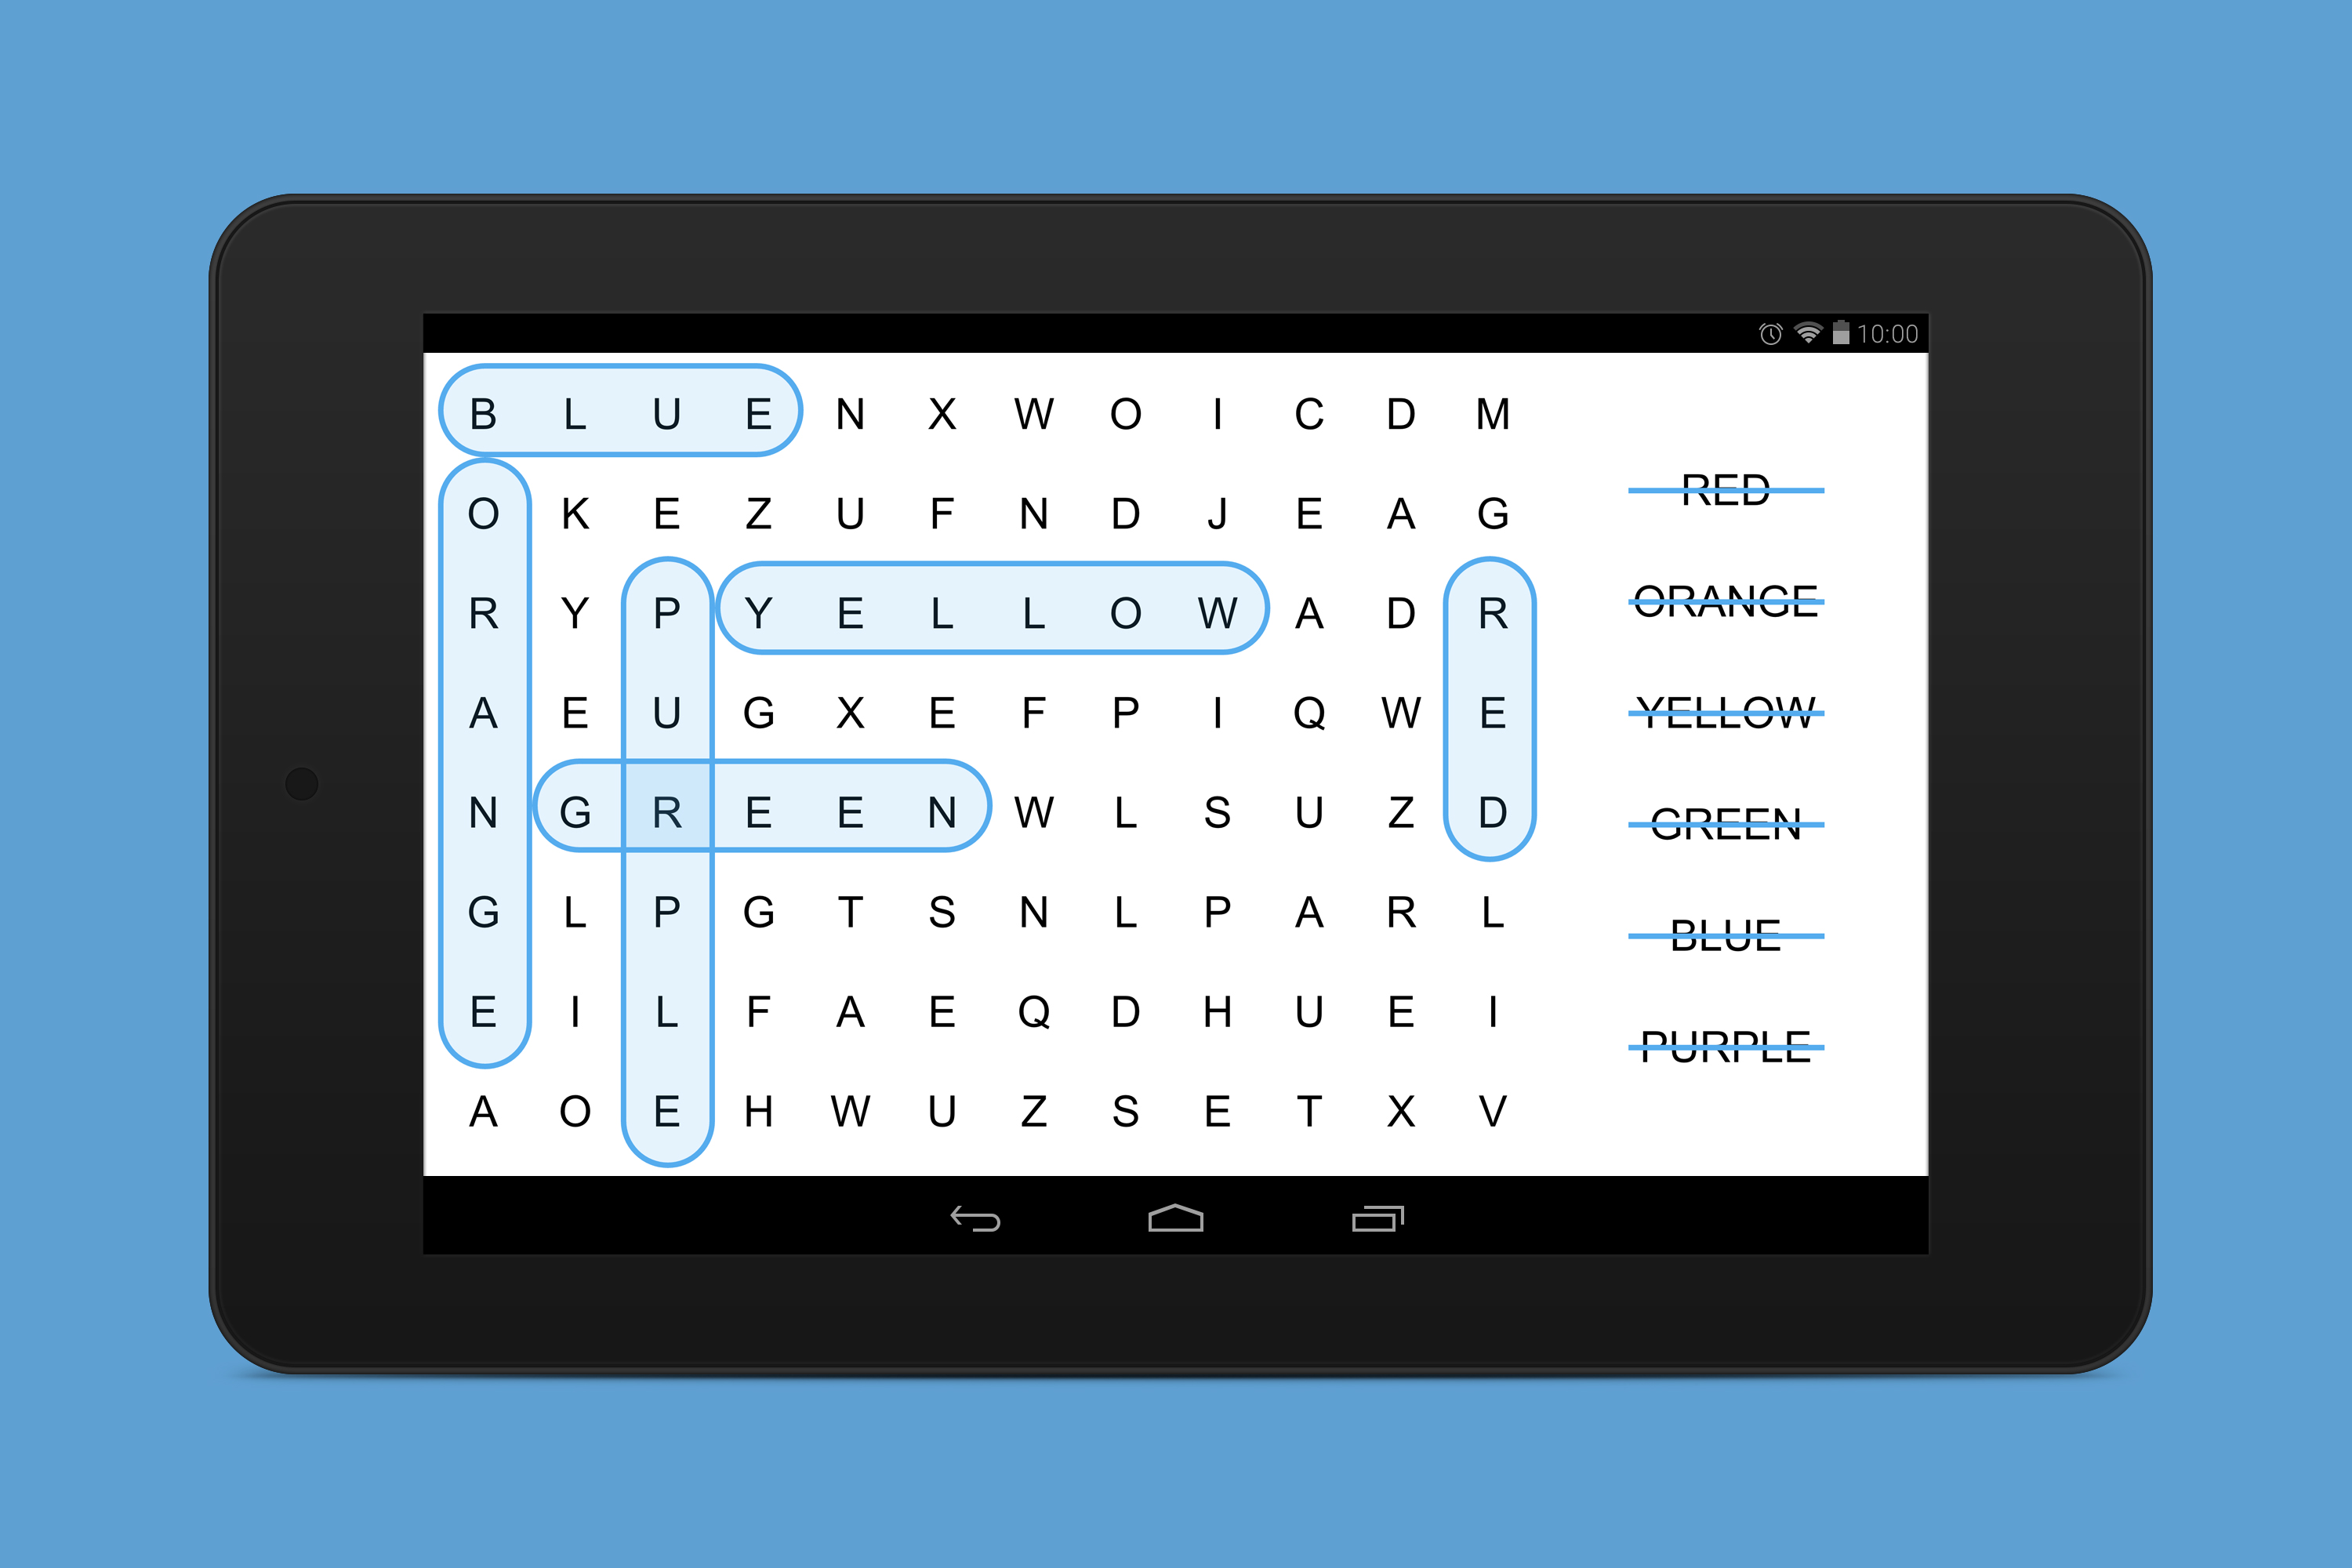 10:00
B L U E N X W O I C D M
O K E Z U F N D J E A G
R Y P Y E L L O W A D R
A E U G X E F P I Q W E
N G R E E N W L S U Z D
G L P G T S N L P A R L
E I L F A E Q D H U E I
A O E H W U Z S E T X V
RED
ORANGE
YELLOW
GREEN
BLUE
PURPLE